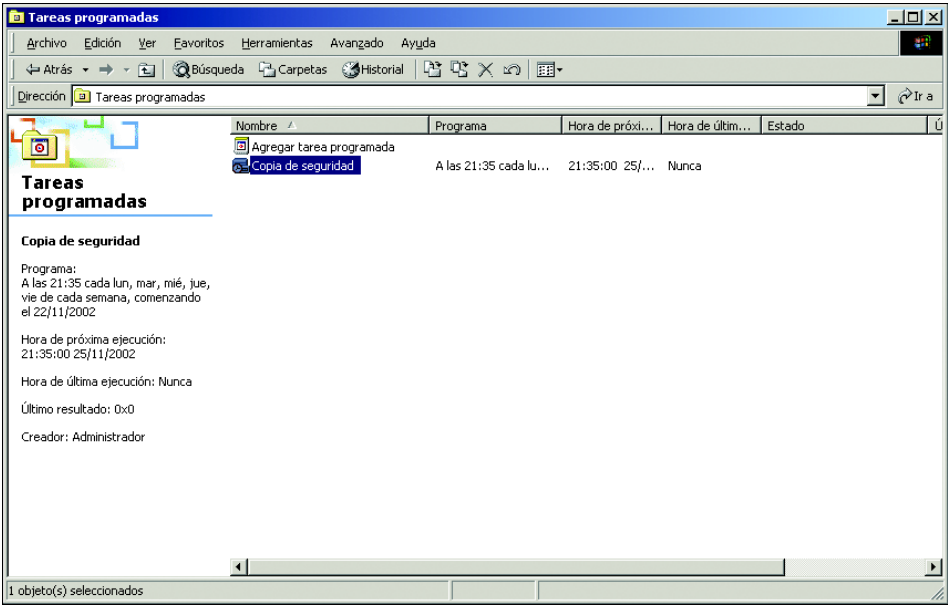 Tareas programadas
Archivo Edición Ver Favoritos Herramientas Avanzado Ayuda
Atrás Búsqueda Carpetas Historial
Dirección Tareas programadas Ir a
Nombre Programa Hora de próxi... Hora de últim... Estado Ú
Agregar tarea programada
Copia de seguridad A las 21:35 cada lu... 21:35:00 25/... Nunca
Tareas
programadas
Copia de seguridad
Programa:
A las 21:35 cada lun, mar, mié, jue,
vie de cada semana, comenzando
el 22/11/2002
Hora de próxima ejecución:
21:35:00 25/11/2002
Hora de última ejecución: Nunca
Último resultado: 0x0
Creador: Administrador
1 objeto(s) seleccionados